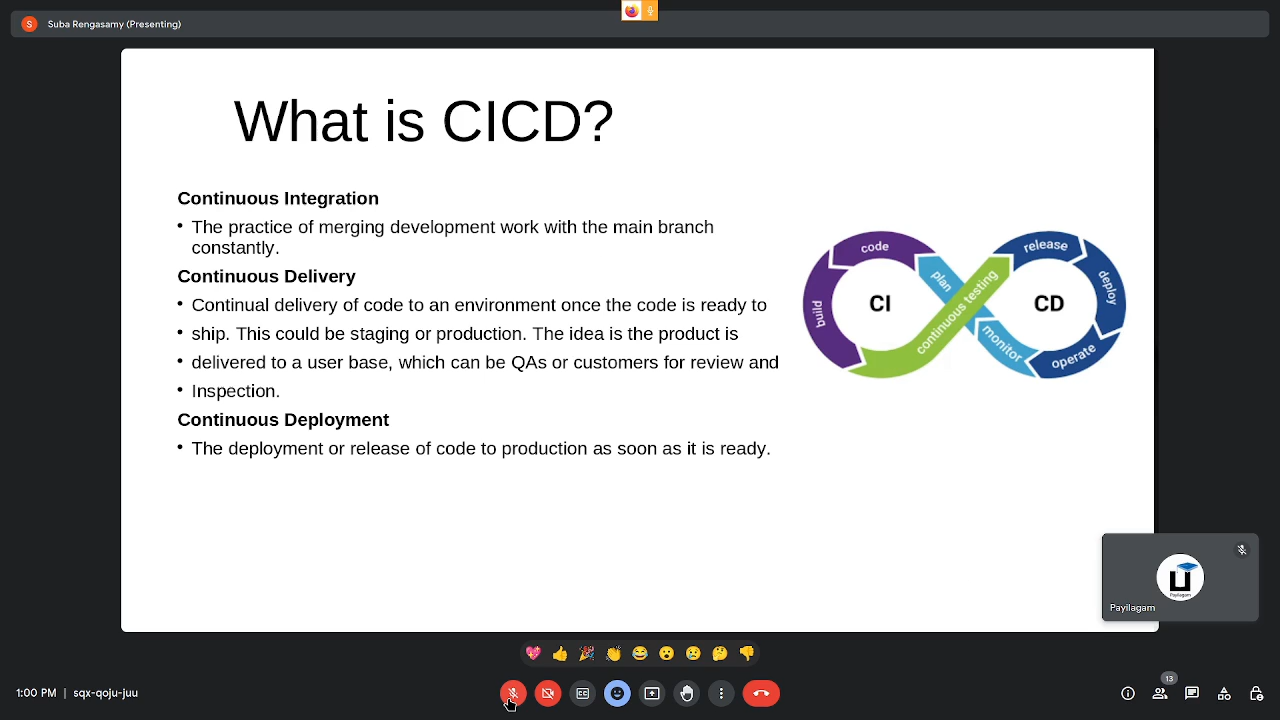 S Suba Rengasamy (Presenting)
What is CICD?
Continuous Integration
• The practice of merging development work with the main branch
constantly.
Continuous Delivery
• Continual delivery of code to an environment once the code is ready to
• ship. This could be staging or production. The idea is the product is
• delivered to a user base, which can be QAs or customers for review and
• Inspection.
Continuous Deployment
• The deployment or release of code to production as soon as it is ready.
code
build
CI
plan
continuous testing
release
deploy
CD
monitor
operate
Payilagam
Payilagam
1:00 PM | sqx-qoju-juu
CC
13